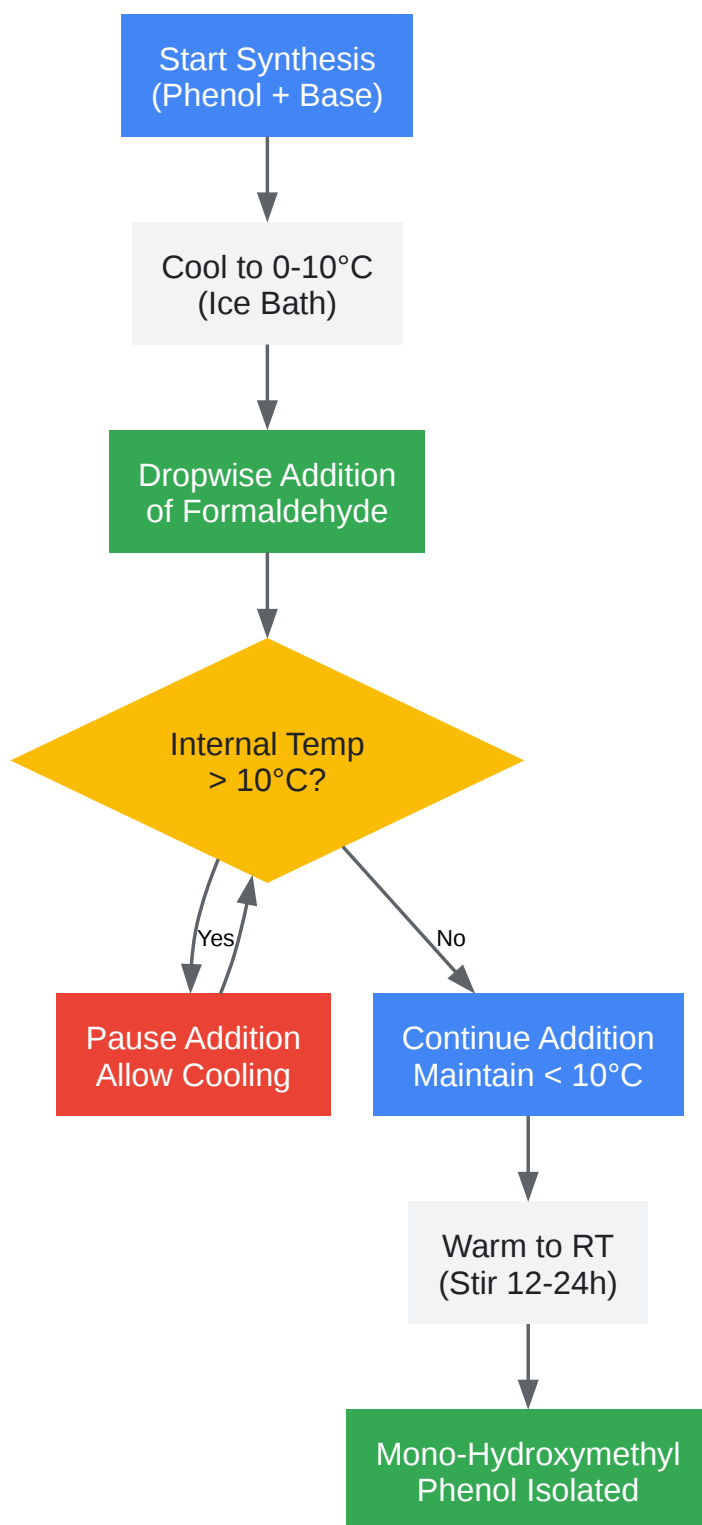 Start Synthesis
(Phenol + Base)
Cool to 0-10°C
(Ice Bath)
Dropwise Addition
of Formaldehyde
Internal Temp
> 10°C?
Yes
No
Pause Addition
Allow Cooling
Continue Addition
Maintain < 10°C
Warm to RT
(Stir 12-24h)
Mono-Hydroxymethyl
Phenol Isolated